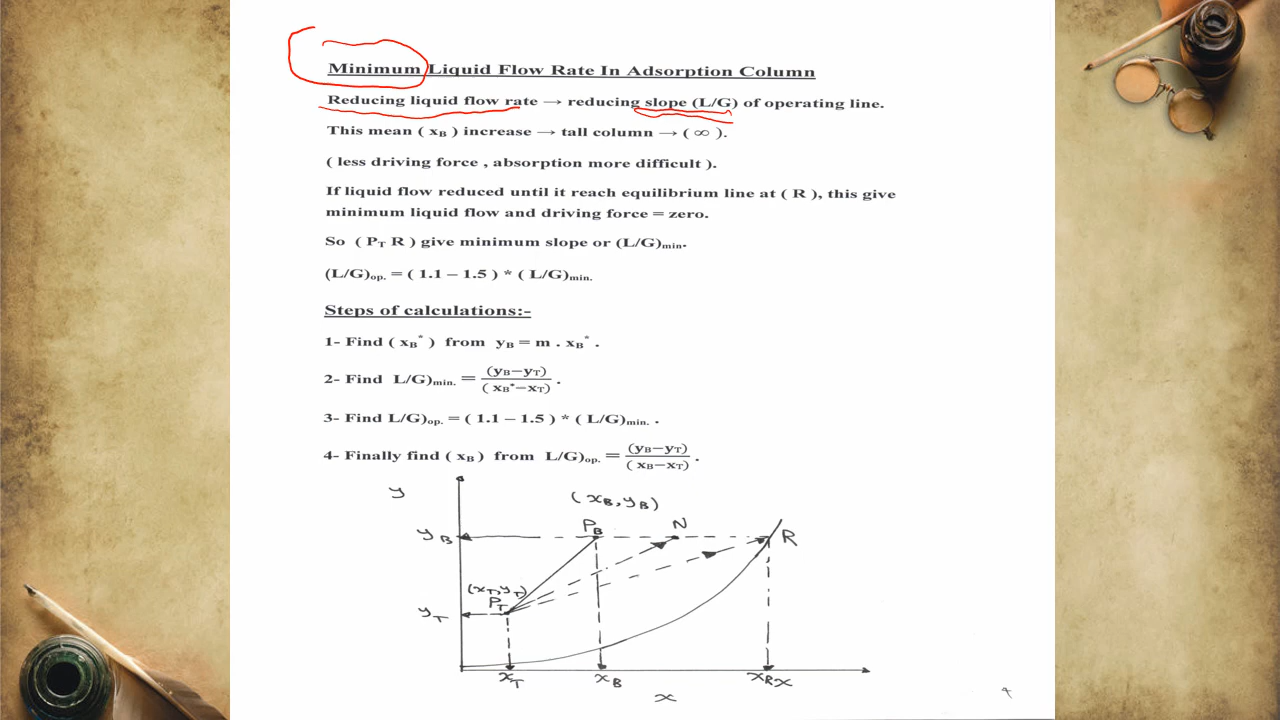 Minimum Liquid Flow Rate In Adsorption Column
Reducing liquid flow rate → reducing slope (L/G) of operating line.
This mean ( xB ) increase → tall column → ( ∞ ).
( less driving force , absorption more difficult ).
If liquid flow reduced until it reach equilibrium line at ( R ), this give
minimum liquid flow and driving force = zero.
So ( PT R ) give minimum slope or (L/G)min.
(L/G)op. = ( 1.1 – 1.5 ) * ( L/G)min.
Steps of calculations:-
1- Find ( xB* ) from yB = m . xB* .
2- Find L/G)min. = (yB–yT) / ( xB*–xT) .
3- Find L/G)op. = ( 1.1 – 1.5 ) * ( L/G)min. .
4- Finally find ( xB ) from L/G)op. = (yB–yT) / ( xB–xT) .
y
(xB, yB)
yB PB N R
(xT, yT)
yT PT
xT xB xR x
x